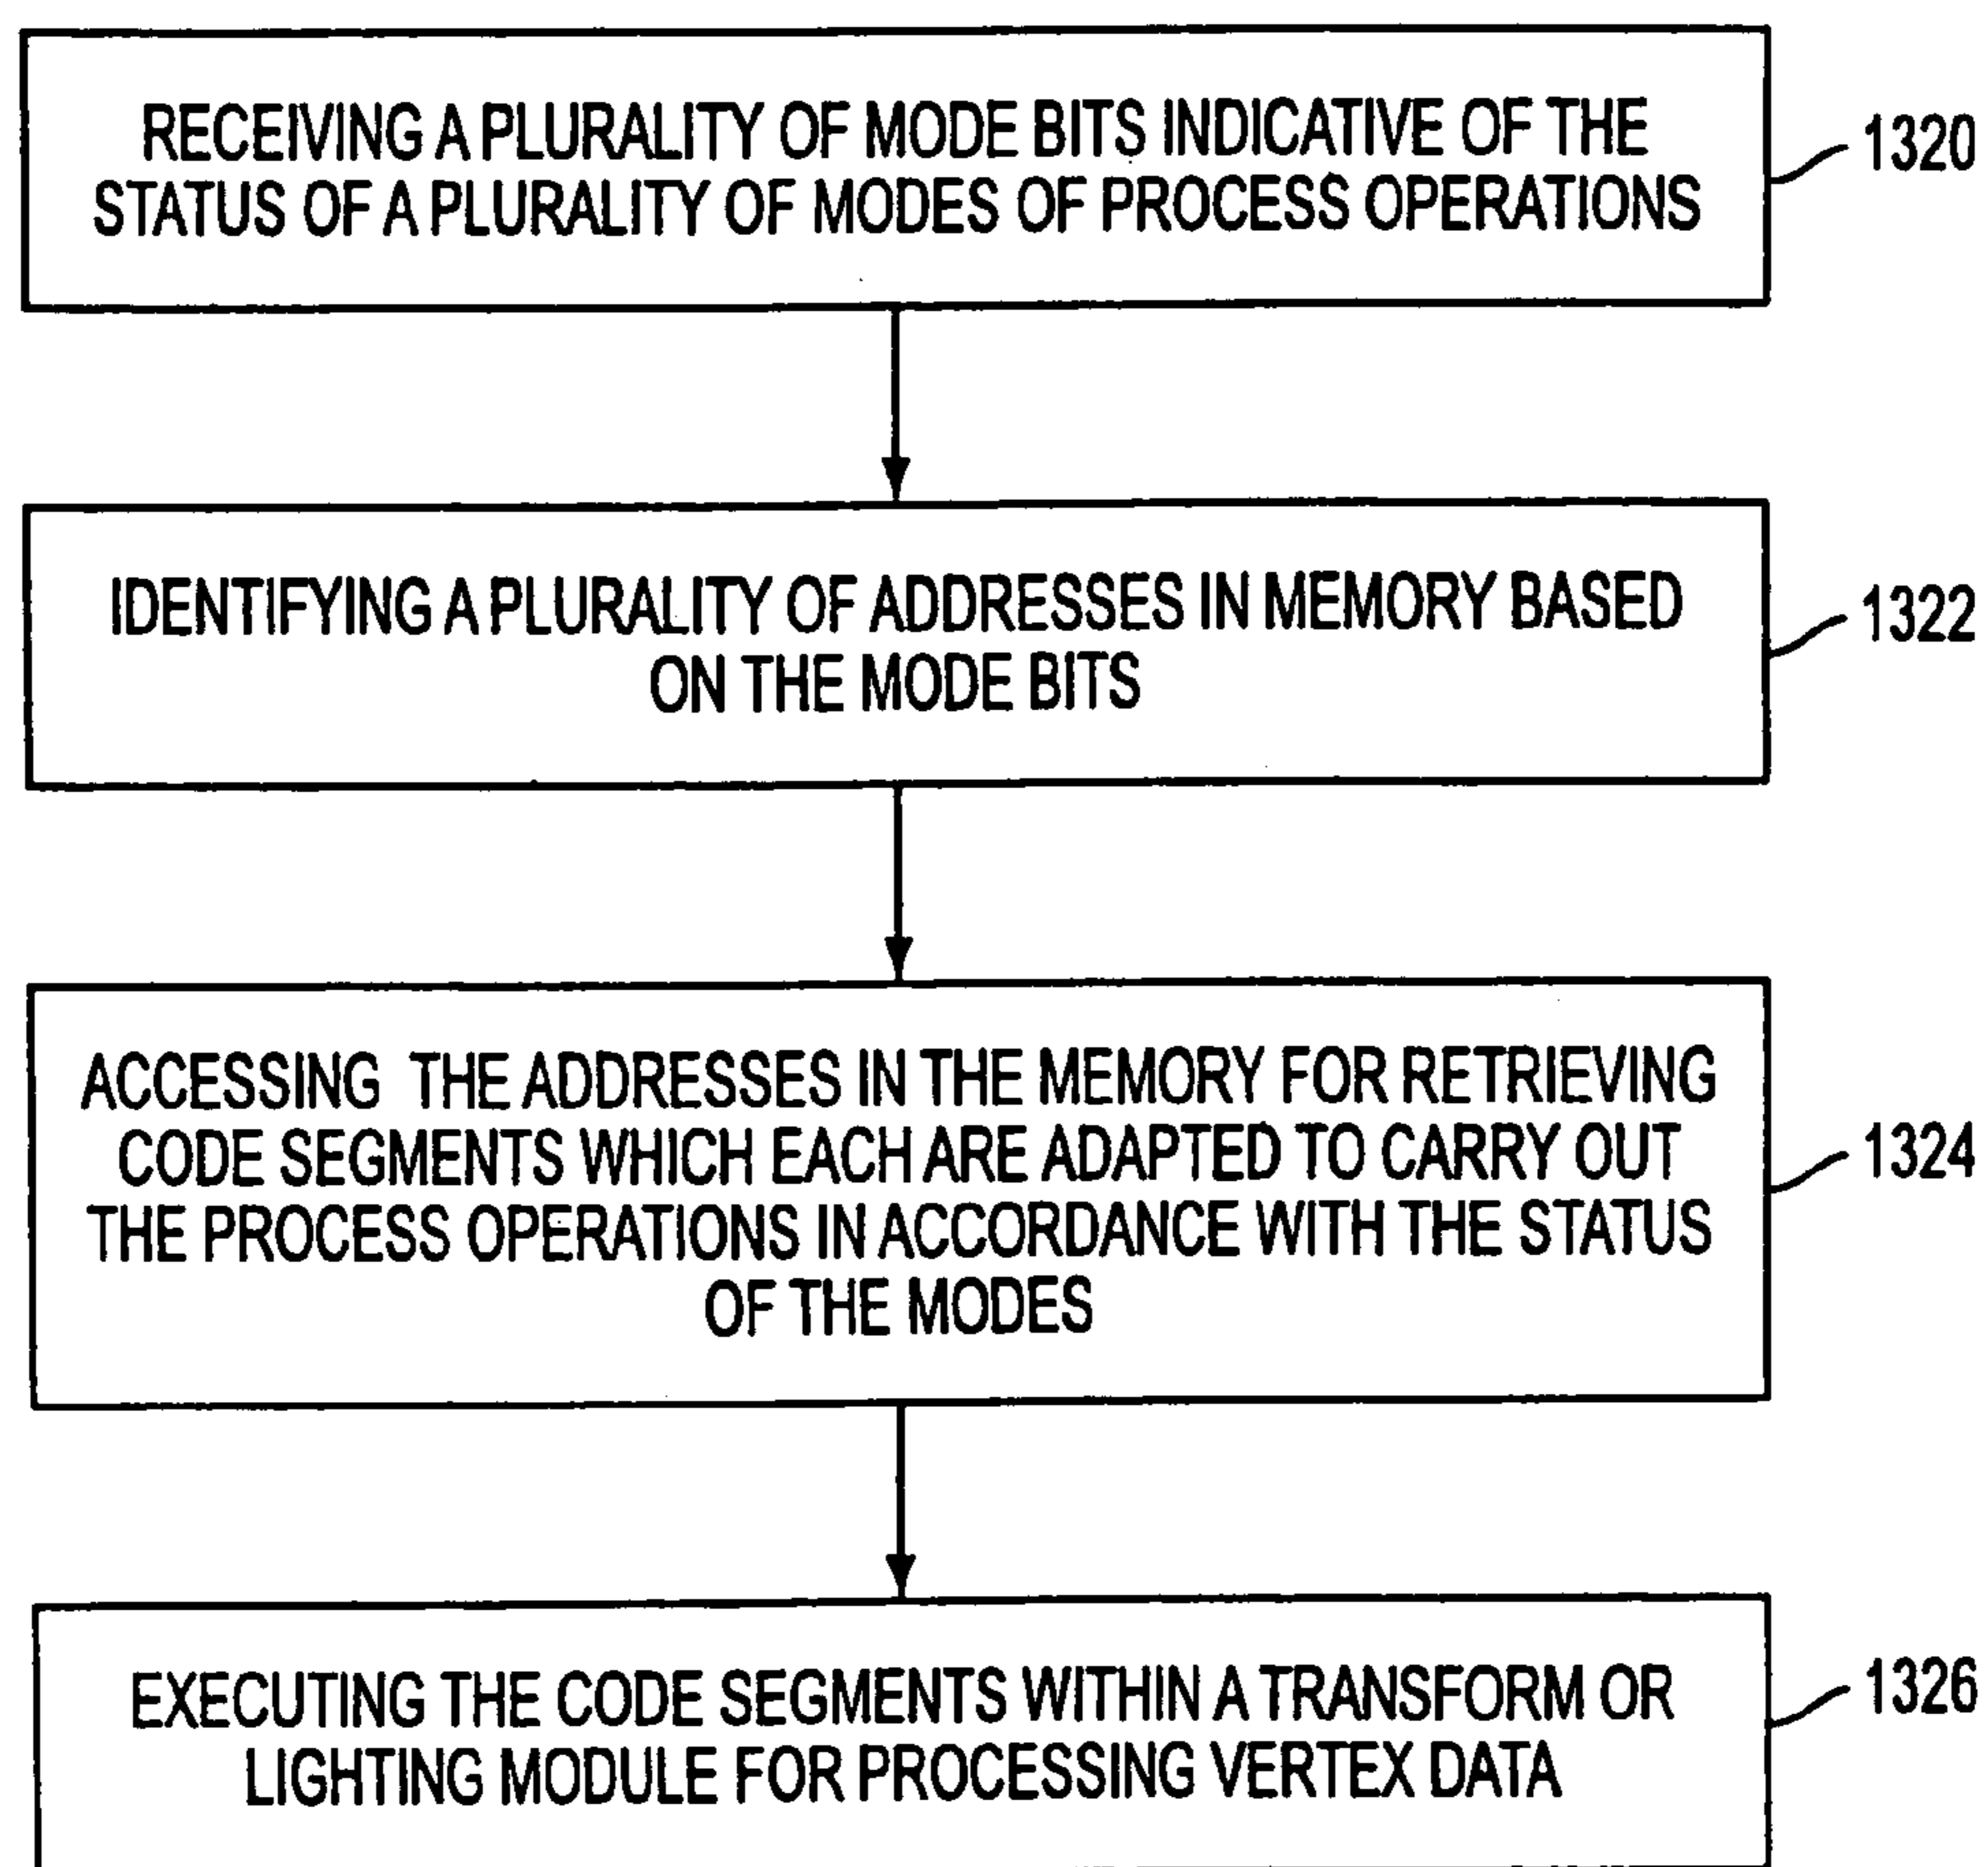 RECEIVING A PLURALITY OF MODE BITS INDICATIVE OF THE
STATUS OF A PLURALITY OF MODES OF PROCESS OPERATIONS
1320
IDENTIFYING A PLURALITY OF ADDRESSES IN MEMORY BASED
ON THE MODE BITS
1322
ACCESSING THE ADDRESSES IN THE MEMORY FOR RETRIEVING
CODE SEGMENTS WHICH EACH ARE ADAPTED TO CARRY OUT
THE PROCESS OPERATIONS IN ACCORDANCE WITH THE STATUS
OF THE MODES
1324
EXECUTING THE CODE SEGMENTS WITHIN A TRANSFORM OR
LIGHTING MODULE FOR PROCESSING VERTEX DATA
1326